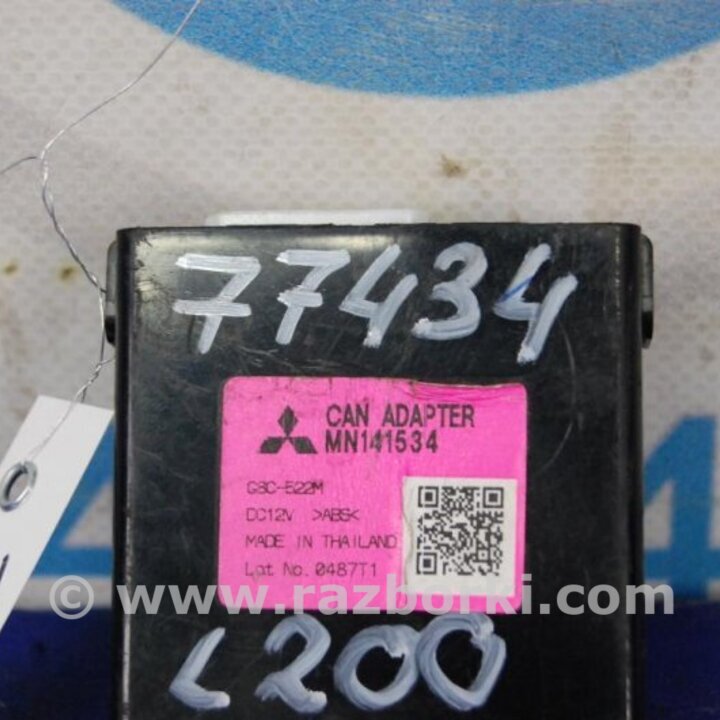 77434
CAN ADAPTER
MN141534
G8C-522M
DC12V >ABS<
MADE IN THAILAND
Lot No. 0487T1
© www.razborki.com
L200